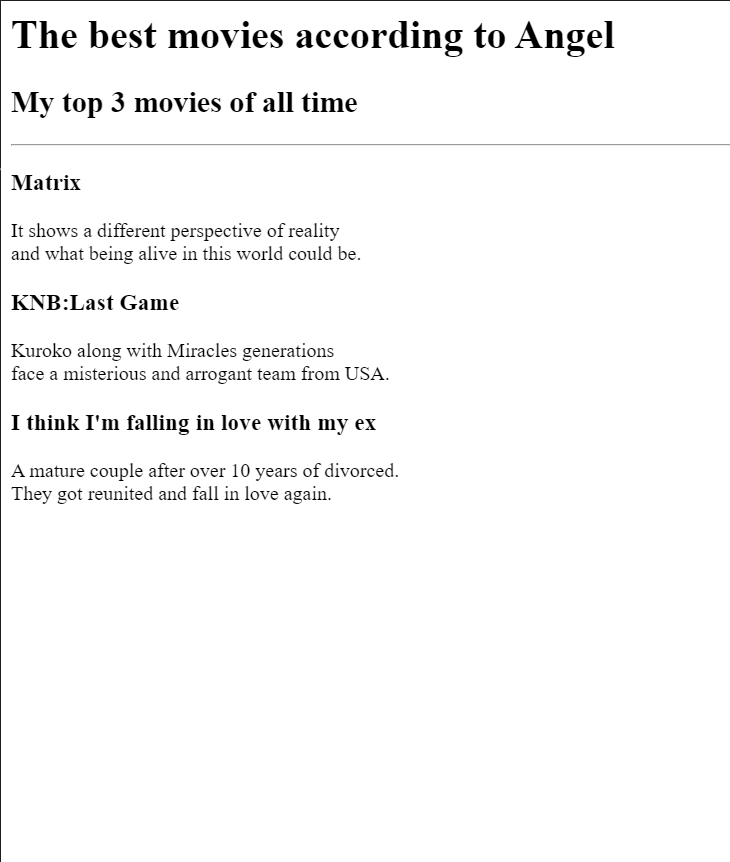 The best movies according to Angel
My top 3 movies of all time
Matrix
It shows a different perspective of reality
and what being alive in this world could be.
KNB:Last Game
Kuroko along with Miracles generations
face a misterious and arrogant team from USA.
I think I'm falling in love with my ex
A mature couple after over 10 years of divorced.
They got reunited and fall in love again.